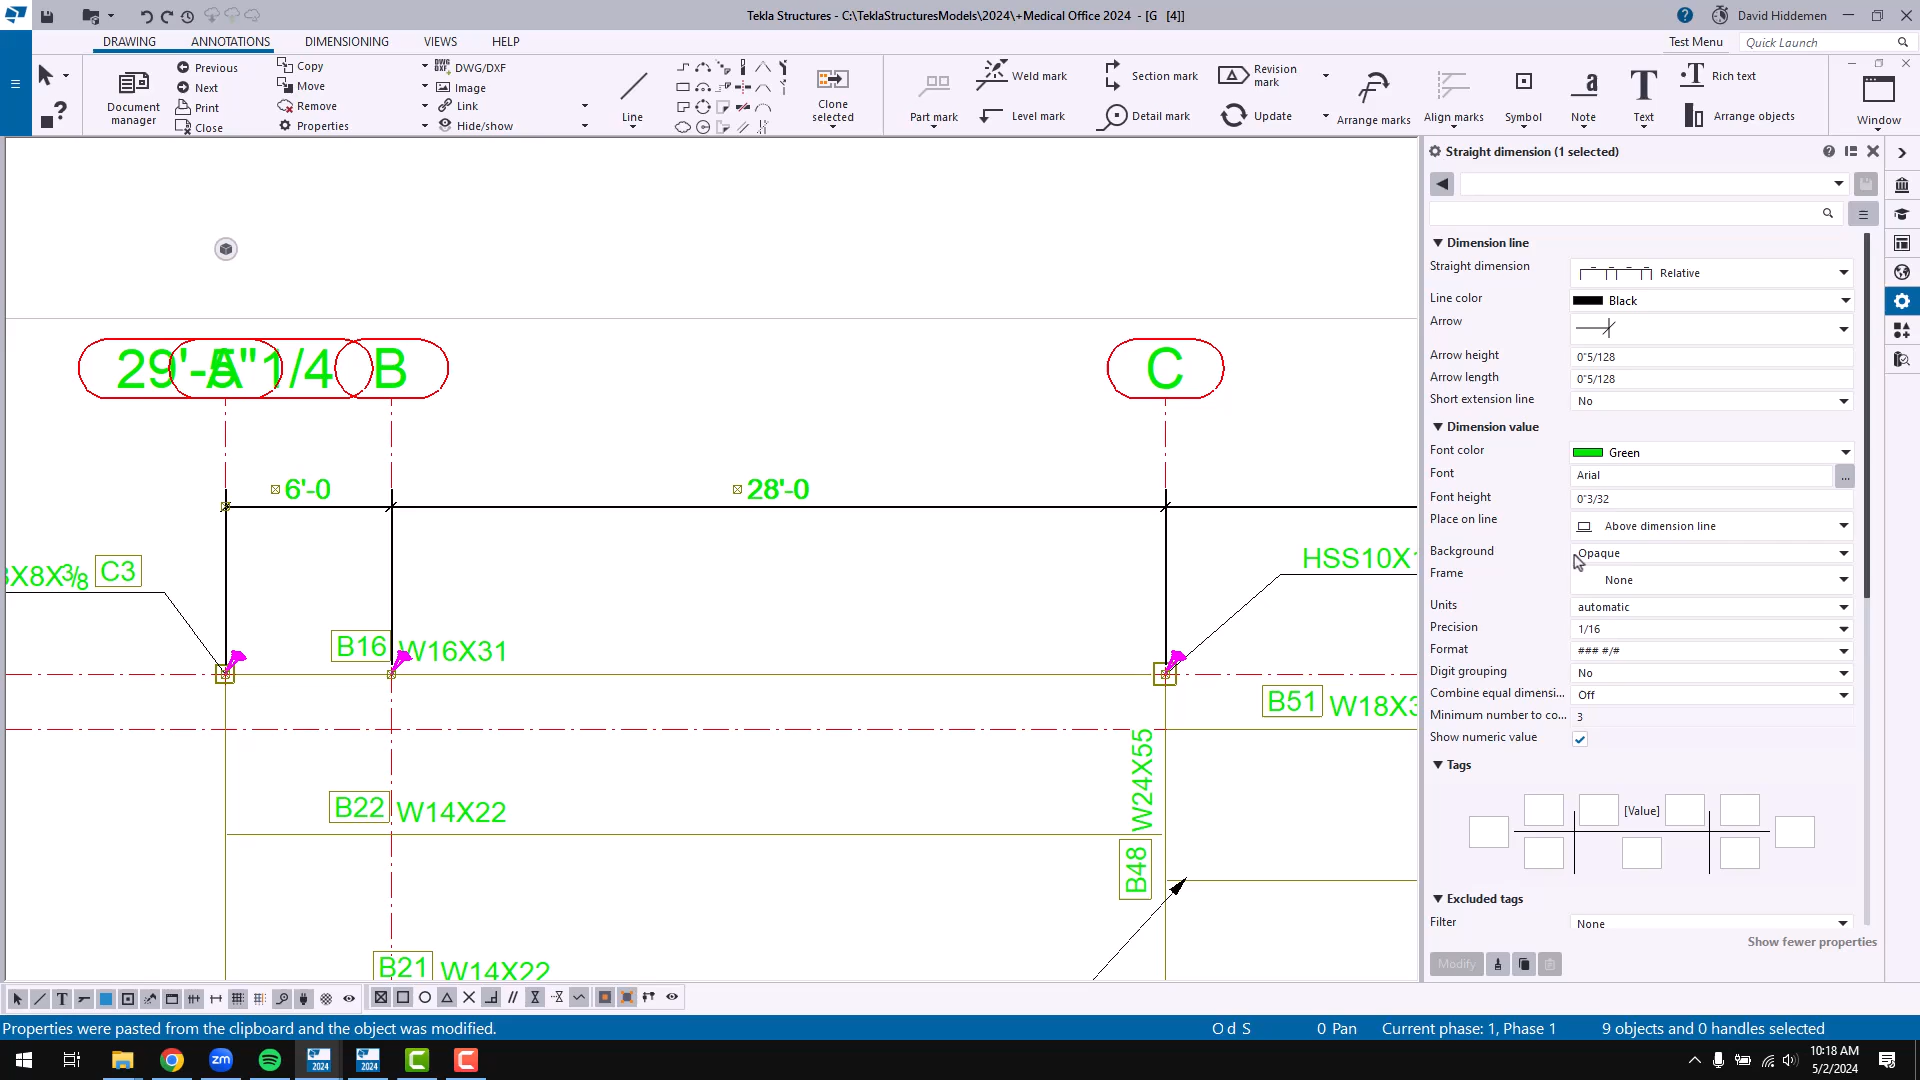 Tekla Structures - C:\TeklaStructuresModels\2024\+Medical Office 2024 - [G [4]]
David Hiddemen
DRAWING ANNOTATIONS DIMENSIONING VIEWS HELP
Test Menu
Quick Launch
Document manager
Previous
Next
Print
Close
Copy
Move
Remove
Properties
DWG/DXF
Image
Link
Hide/show
Line
Clone selected
Part mark
Weld mark
Level mark
Section mark
Detail mark
Revision mark
Update
Arrange marks
Align marks
Symbol
Note
Text
Rich text
Arrange objects
Window
29'-5"1/4
A
B
C
6'-0
28'-0
C3
HSS10X
B16
W16X31
B51
W24X55
B22
W14X22
B48
B21
W14X22
Straight dimension (1 selected)
Dimension line
Straight dimension Relative
Line color Black
Arrow
Arrow height 0"5/128
Arrow length 0"5/128
Short extension line No
Dimension value
Font color Green
Font Arial ...
Font height 0"3/32
Place on line Above dimension line
Background Opaque
Frame None
Units automatic
Precision 1/16
Format ### #/#
Digit grouping No
Combine equal dimensi... Off
Minimum number to co... 3
Show numeric value
Tags
[Value]
Excluded tags
Filter None
Show fewer properties
Modify
Properties were pasted from the clipboard and the object was modified.
O d S
0 Pan
Current phase: 1, Phase 1
9 objects and 0 handles selected
zm
2024
2024
10:18 AM
5/2/2024